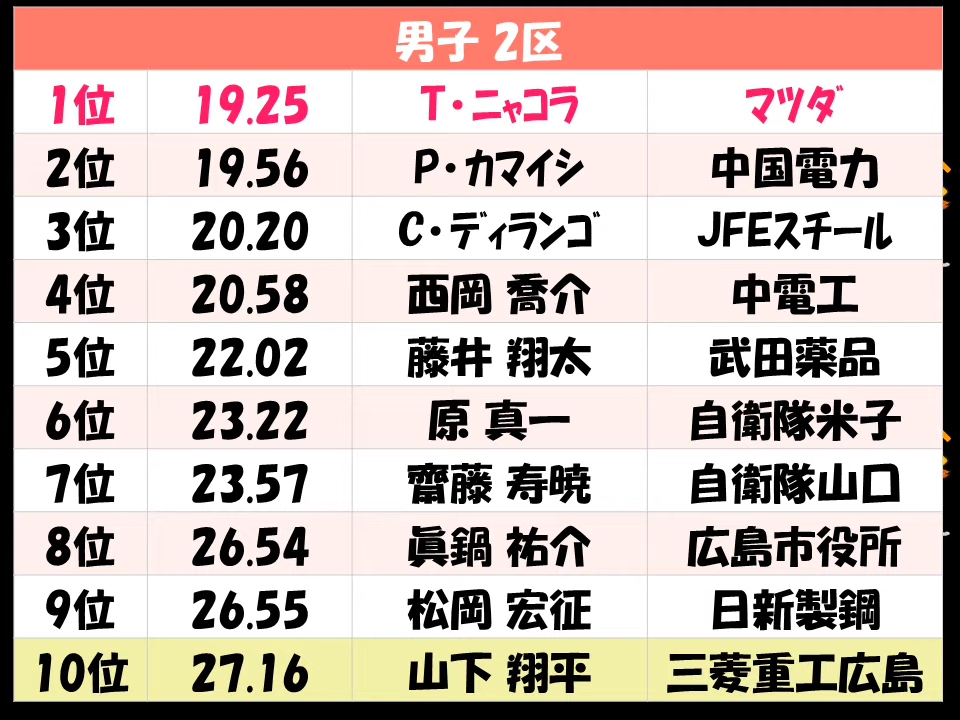 男子 2区
1位 19.25 T・ニャコラ マツダ
2位 19.56 P・カマイシ 中国電力
3位 20.20 C・ディランゴ JFEスチール
4位 20.58 西岡 喬介 中電工
5位 22.02 藤井 翔太 武田薬品
6位 23.22 原 真一 自衛隊米子
7位 23.57 齋藤 寿暁 自衛隊山口
8位 26.54 眞鍋 祐介 広島市役所
9位 26.55 松岡 宏征 日新製鋼
10位 27.16 山下 翔平 三菱重工広島